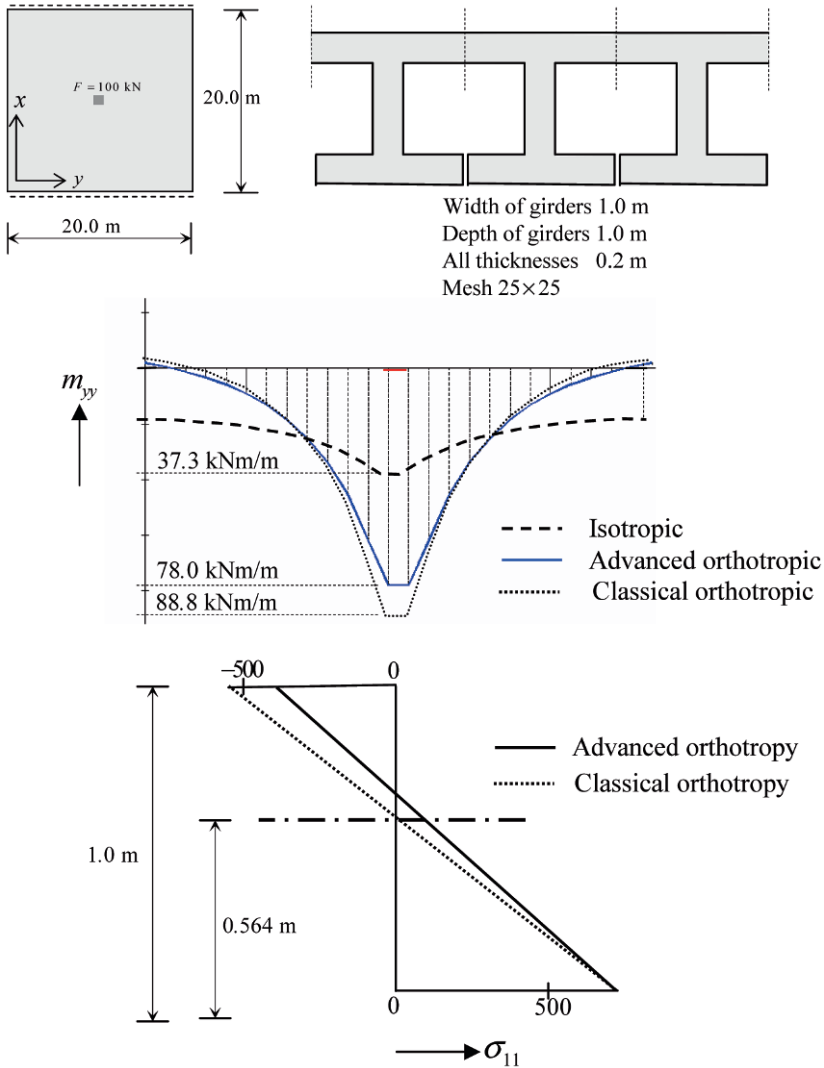 F = 100 kN
x
y
20.0 m
20.0 m
Width of girders 1.0 m
Depth of girders 1.0 m
All thicknesses 0.2 m
Mesh 25×25
m_yy
37.3 kNm/m
78.0 kNm/m
88.8 kNm/m
Isotropic
Advanced orthotropic
Classical orthotropic
−500
0
Advanced orthotropy
Classical orthotropy
1.0 m
0.564 m
0
500
σ₁₁